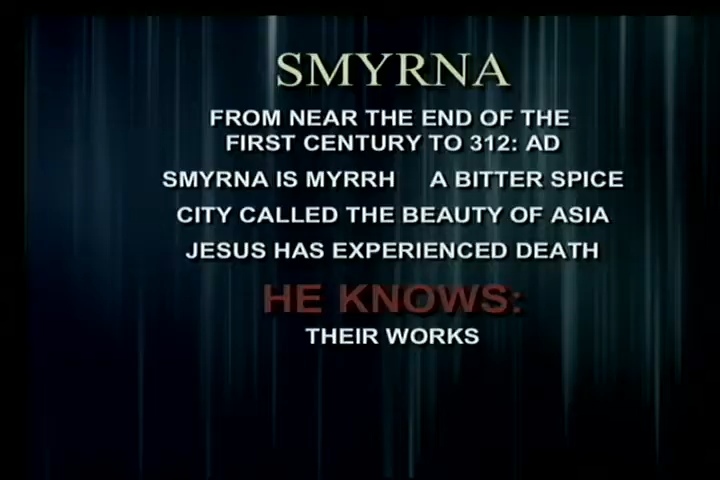 SMYRNA
FROM NEAR THE END OF THE
FIRST CENTURY TO 312: AD
SMYRNA IS MYRRH A BITTER SPICE
CITY CALLED THE BEAUTY OF ASIA
JESUS HAS EXPERIENCED DEATH
HE KNOWS:
THEIR WORKS